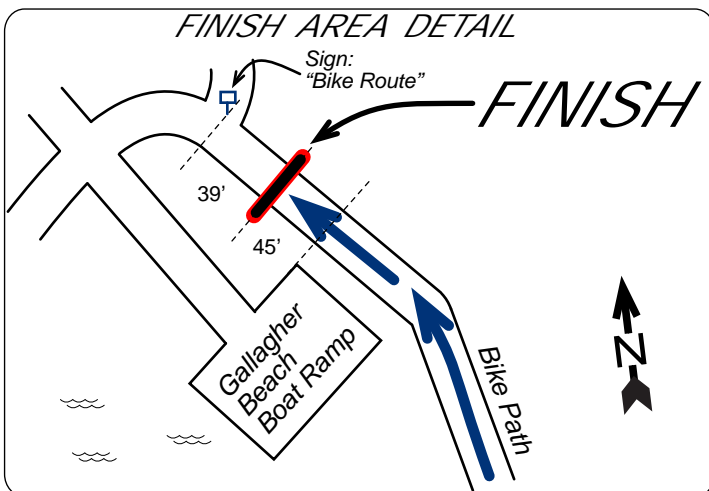 FINISH AREA DETAIL
Sign:
"Bike Route"
FINISH
39'
45'
Gallagher
Beach
Boat Ramp
Bike Path
N